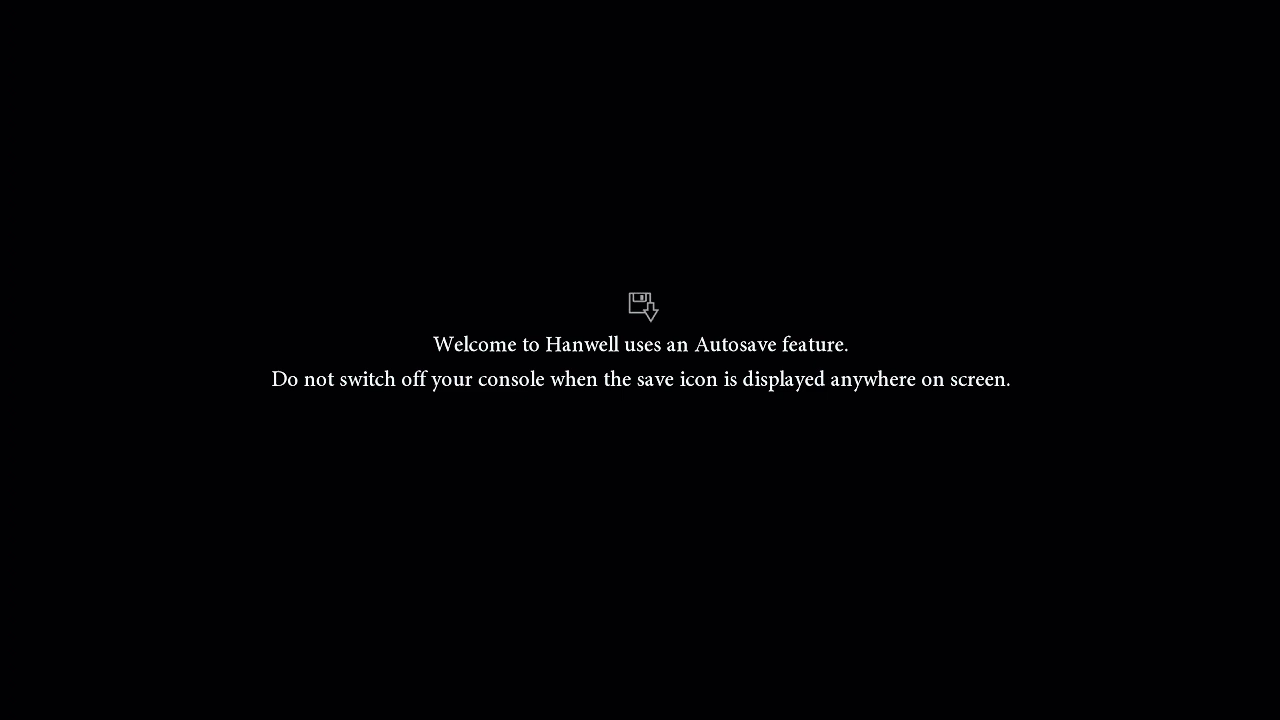 Welcome to Hanwell uses an Autosave feature.
Do not switch off your console when the save icon is displayed anywhere on screen.